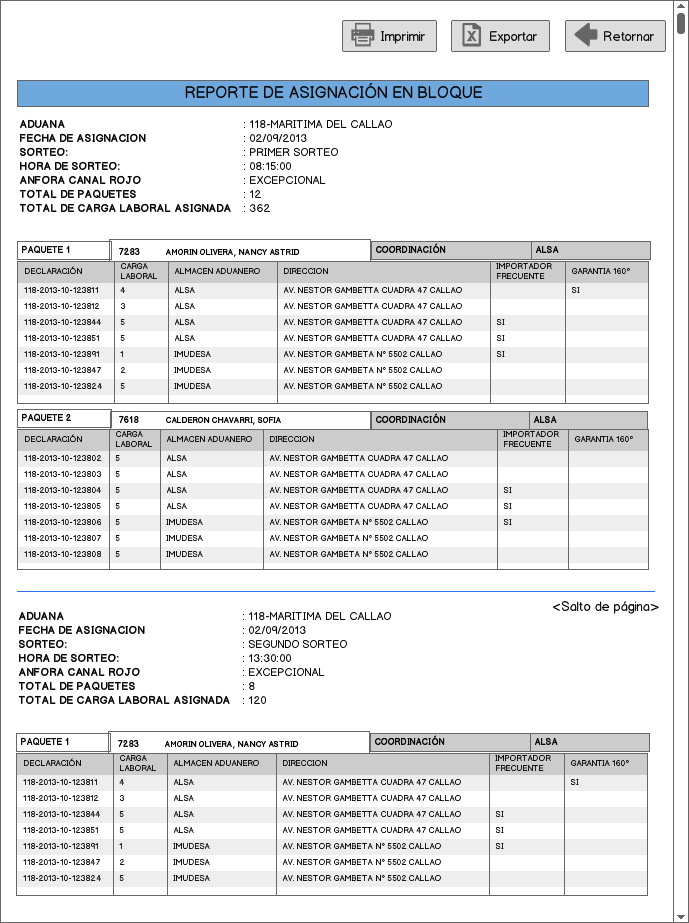 Imprimir Exportar Retornar
REPORTE DE ASIGNACIÓN EN BLOQUE
ADUANA : 118-MARITIMA DEL CALLAO
FECHA DE ASIGNACION : 02/09/2013
SORTEO: : PRIMER SORTEO
HORA DE SORTEO: : 08:15:00
ANFORA CANAL ROJO : EXCEPCIONAL
TOTAL DE PAQUETES : 12
TOTAL DE CARGA LABORAL ASIGNADA : 362
PAQUETE 1 7283 AMORIN OLIVERA, NANCY ASTRID COORDINACIÓN ALSA
DECLARACIÓN CARGA LABORAL ALMACEN ADUANERO DIRECCION IMPORTADOR FRECUENTE GARANTIA 160°
118-2013-10-123811 4 ALSA AV. NESTOR GAMBETTA CUADRA 47 CALLAO SI
118-2013-10-123812 3 ALSA AV. NESTOR GAMBETTA CUADRA 47 CALLAO
118-2013-10-123844 5 ALSA AV. NESTOR GAMBETTA CUADRA 47 CALLAO SI
118-2013-10-123851 5 ALSA AV. NESTOR GAMBETTA CUADRA 47 CALLAO SI
118-2013-10-123891 1 IMUDESA AV. NESTOR GAMBETA N° 5502 CALLAO SI
118-2013-10-123847 2 IMUDESA AV. NESTOR GAMBETA N° 5502 CALLAO
118-2013-10-123824 5 IMUDESA AV. NESTOR GAMBETA N° 5502 CALLAO
PAQUETE 2 7618 CALDERON CHAVARRI, SOFIA COORDINACIÓN ALSA
DECLARACIÓN CARGA LABORAL ALMACEN ADUANERO DIRECCION IMPORTADOR FRECUENTE GARANTIA 160°
118-2013-10-123802 5 ALSA AV. NESTOR GAMBETTA CUADRA 47 CALLAO
118-2013-10-123803 5 ALSA AV. NESTOR GAMBETTA CUADRA 47 CALLAO
118-2013-10-123804 5 ALSA AV. NESTOR GAMBETTA CUADRA 47 CALLAO SI
118-2013-10-123805 5 ALSA AV. NESTOR GAMBETTA CUADRA 47 CALLAO SI
118-2013-10-123806 5 IMUDESA AV. NESTOR GAMBETA N° 5502 CALLAO SI
118-2013-10-123807 5 IMUDESA AV. NESTOR GAMBETA N° 5502 CALLAO
118-2013-10-123808 5 IMUDESA AV. NESTOR GAMBETA N° 5502 CALLAO
<Salto de página>
ADUANA : 118-MARITIMA DEL CALLAO
FECHA DE ASIGNACION : 02/09/2013
SORTEO: : SEGUNDO SORTEO
HORA DE SORTEO: : 13:30:00
ANFORA CANAL ROJO : EXCEPCIONAL
TOTAL DE PAQUETES : 8
TOTAL DE CARGA LABORAL ASIGNADA : 120
PAQUETE 1 7283 AMORIN OLIVERA, NANCY ASTRID COORDINACIÓN ALSA
DECLARACIÓN CARGA LABORAL ALMACEN ADUANERO DIRECCION IMPORTADOR FRECUENTE GARANTIA 160°
118-2013-10-123811 4 ALSA AV. NESTOR GAMBETTA CUADRA 47 CALLAO SI
118-2013-10-123812 3 ALSA AV. NESTOR GAMBETTA CUADRA 47 CALLAO
118-2013-10-123844 5 ALSA AV. NESTOR GAMBETTA CUADRA 47 CALLAO SI
118-2013-10-123851 5 ALSA AV. NESTOR GAMBETTA CUADRA 47 CALLAO SI
118-2013-10-123891 1 IMUDESA AV. NESTOR GAMBETA N° 5502 CALLAO SI
118-2013-10-123847 2 IMUDESA AV. NESTOR GAMBETA N° 5502 CALLAO
118-2013-10-123824 5 IMUDESA AV. NESTOR GAMBETA N° 5502 CALLAO